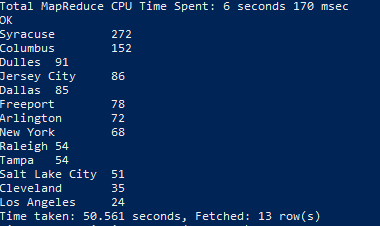 Total MapReduce CPU Time Spent: 6 seconds 170 msec
OK
Syracuse 272
Columbus 152
Dulles 91
Jersey City 86
Dallas 85
Freeport 78
Arlington 72
New York 68
Raleigh 54
Tampa 54
Salt Lake City 51
Cleveland 35
Los Angeles 24
Time taken: 50.561 seconds, Fetched: 13 row(s)